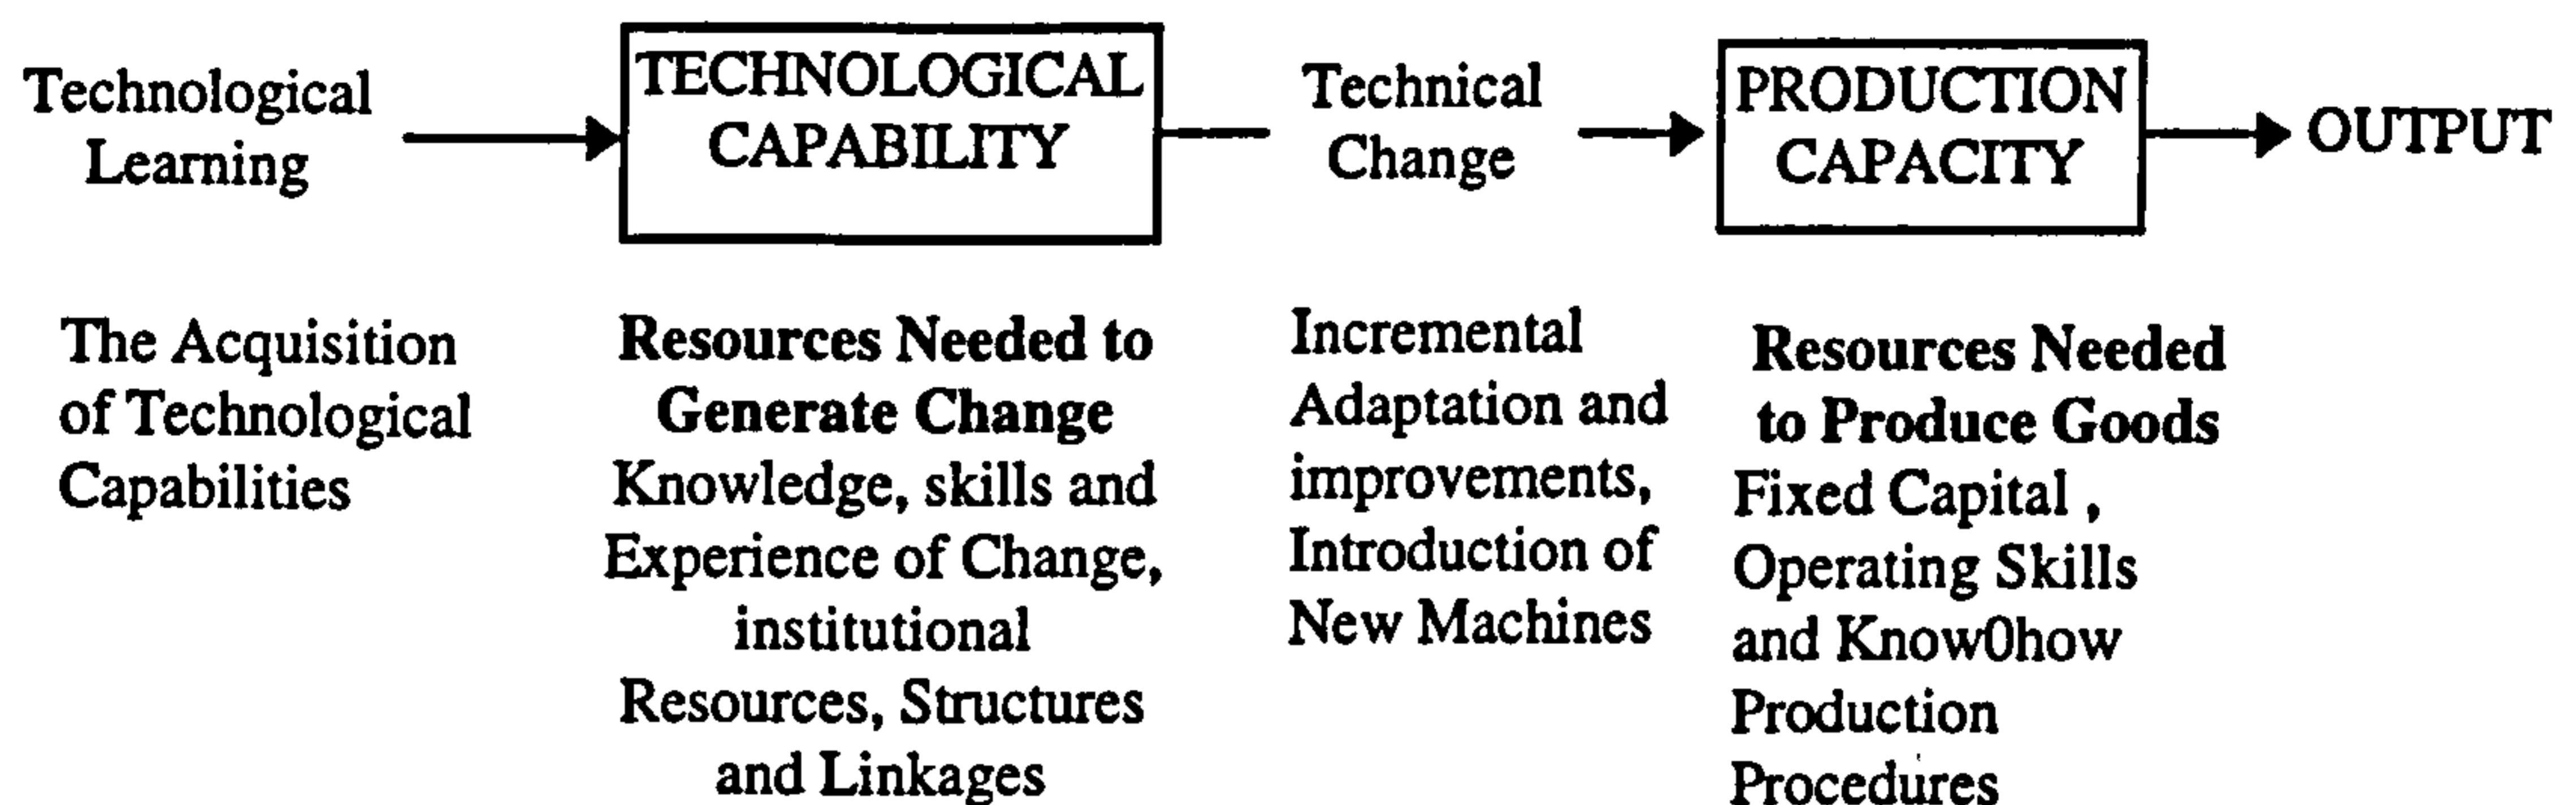 Technological
Learning
TECHNOLOGICAL
CAPABILITY
Technical
Change
PRODUCTION
CAPACITY
OUTPUT
The Acquisition
of Technological
Capabilities
Resources Needed to
Generate Change
Knowledge, skills and
Experience of Change,
institutional
Resources, Structures
and Linkages
Incremental
Adaptation and
improvements,
Introduction of
New Machines
Resources Needed
to Produce Goods
Fixed Capital ,
Operating Skills
and Know0how
Production
Procedures